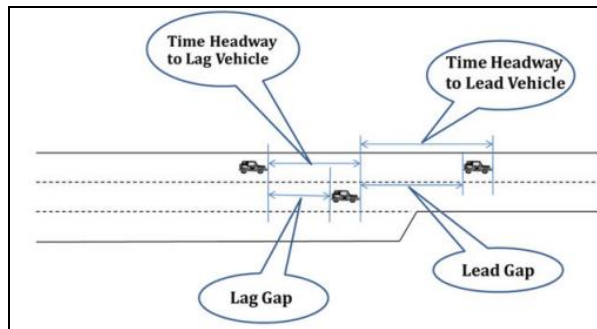 Time Headway
to Lag Vehicle
Time Headway
to Lead Vehicle
Lag Gap
Lead Gap